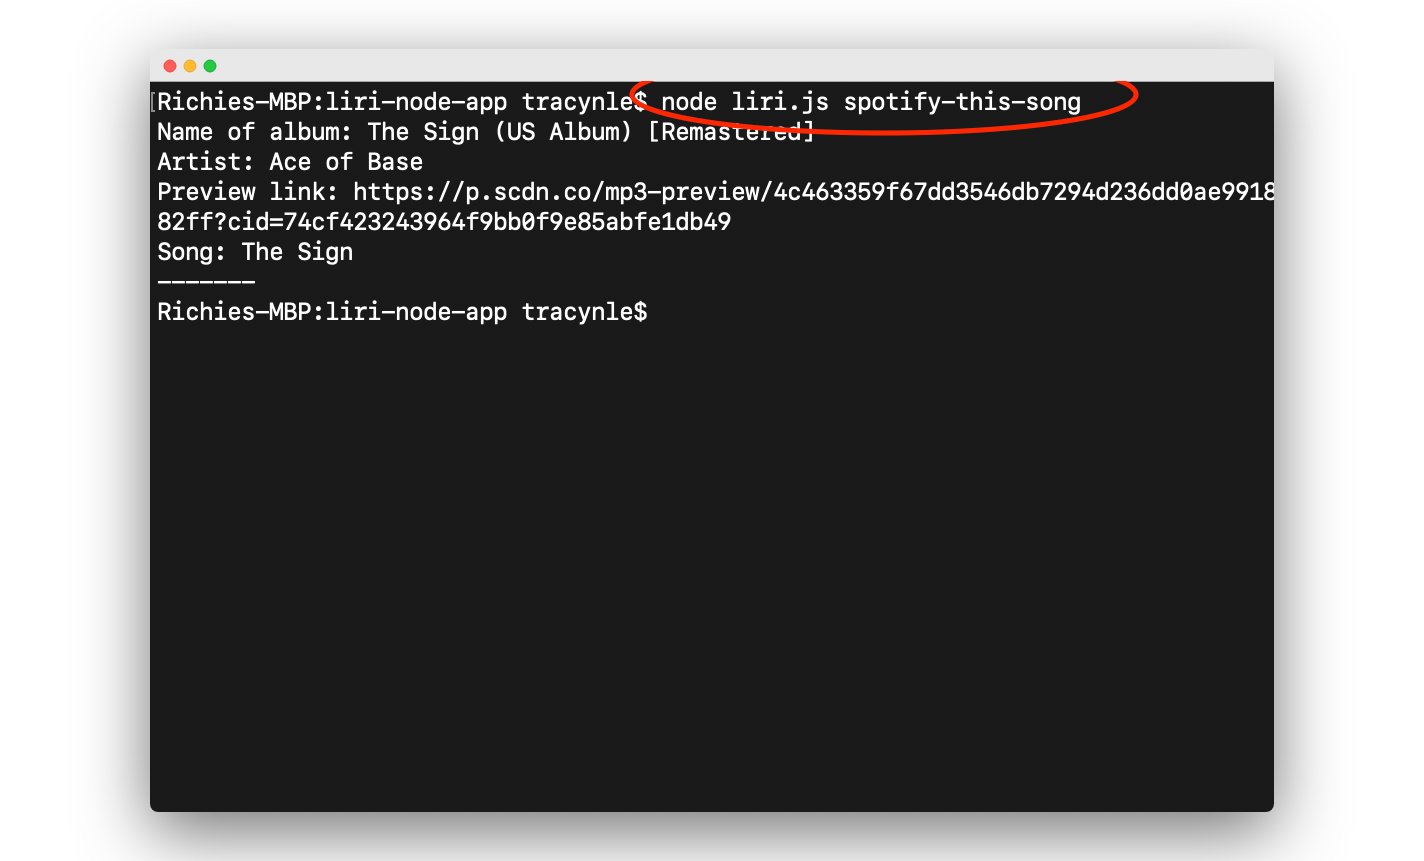 Richies-MBP:liri-node-app tracynle$ node liri.js spotify-this-song
Name of album: The Sign (US Album) [Remastered]
Artist: Ace of Base
Preview link: https://p.scdn.co/mp3-preview/4c463359f67dd3546db7294d236dd0ae9918
82ff?cid=74cf423243964f9bb0f9e85abfe1db49
Song: The Sign
-------
Richies-MBP:liri-node-app tracynle$